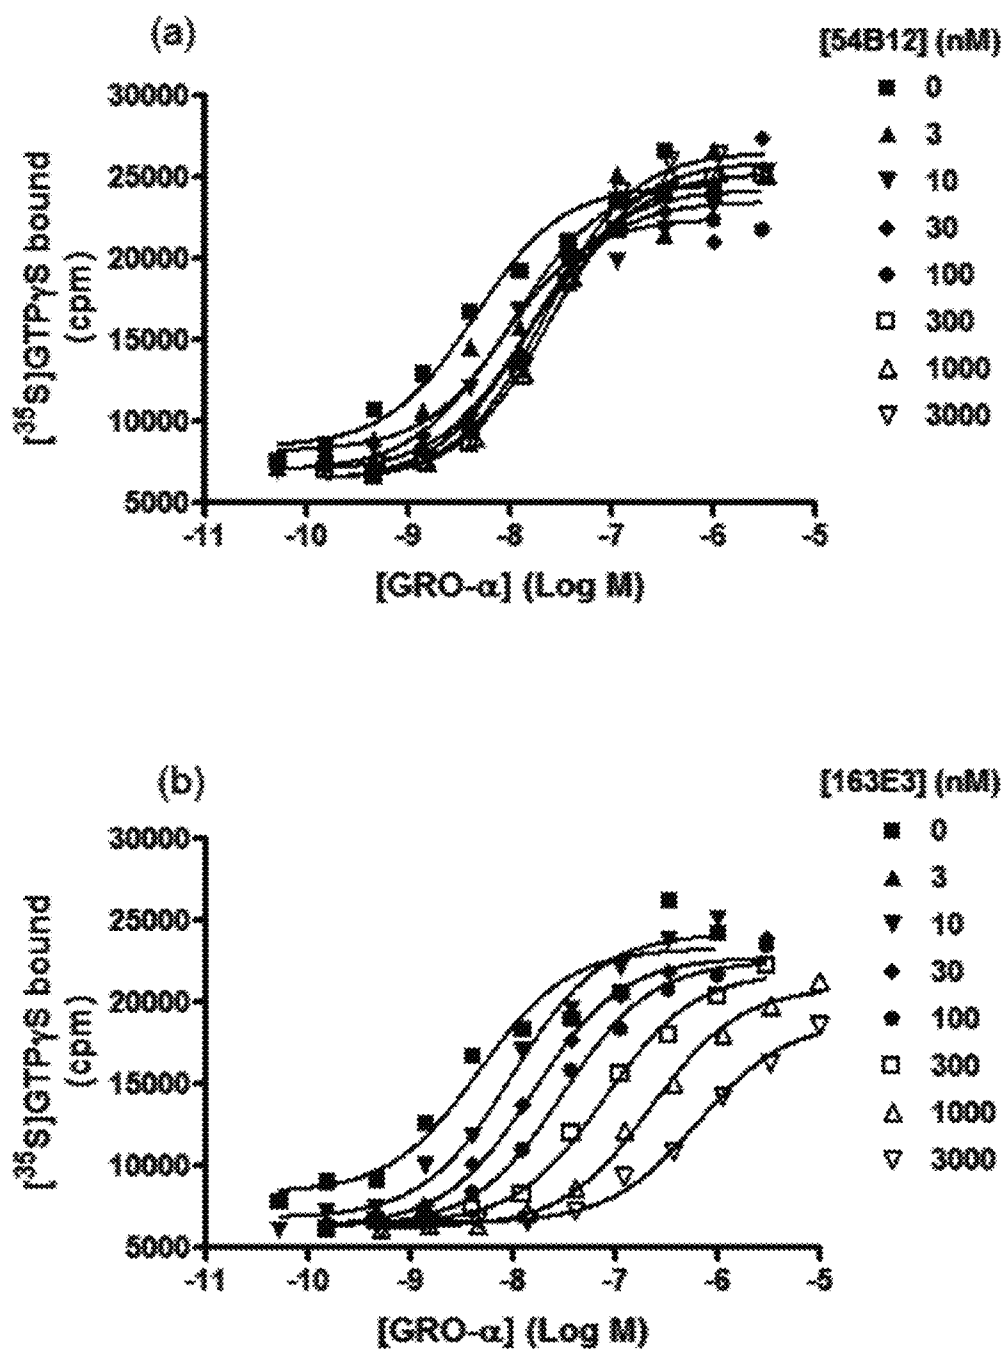 (a)
[54B12] (nM)
0
3
10
30
100
300
1000
3000
[³⁵S]GTPγS bound
(cpm)
30000
25000
20000
15000
10000
5000
-11 -10 -9 -8 -7 -6 -5
[GRO-α] (Log M)
(b)
[163E3] (nM)
0
3
10
30
100
300
1000
3000
[³⁵S]GTPγS bound
(cpm)
30000
25000
20000
15000
10000
5000
-11 -10 -9 -8 -7 -6 -5
[GRO-α] (Log M)